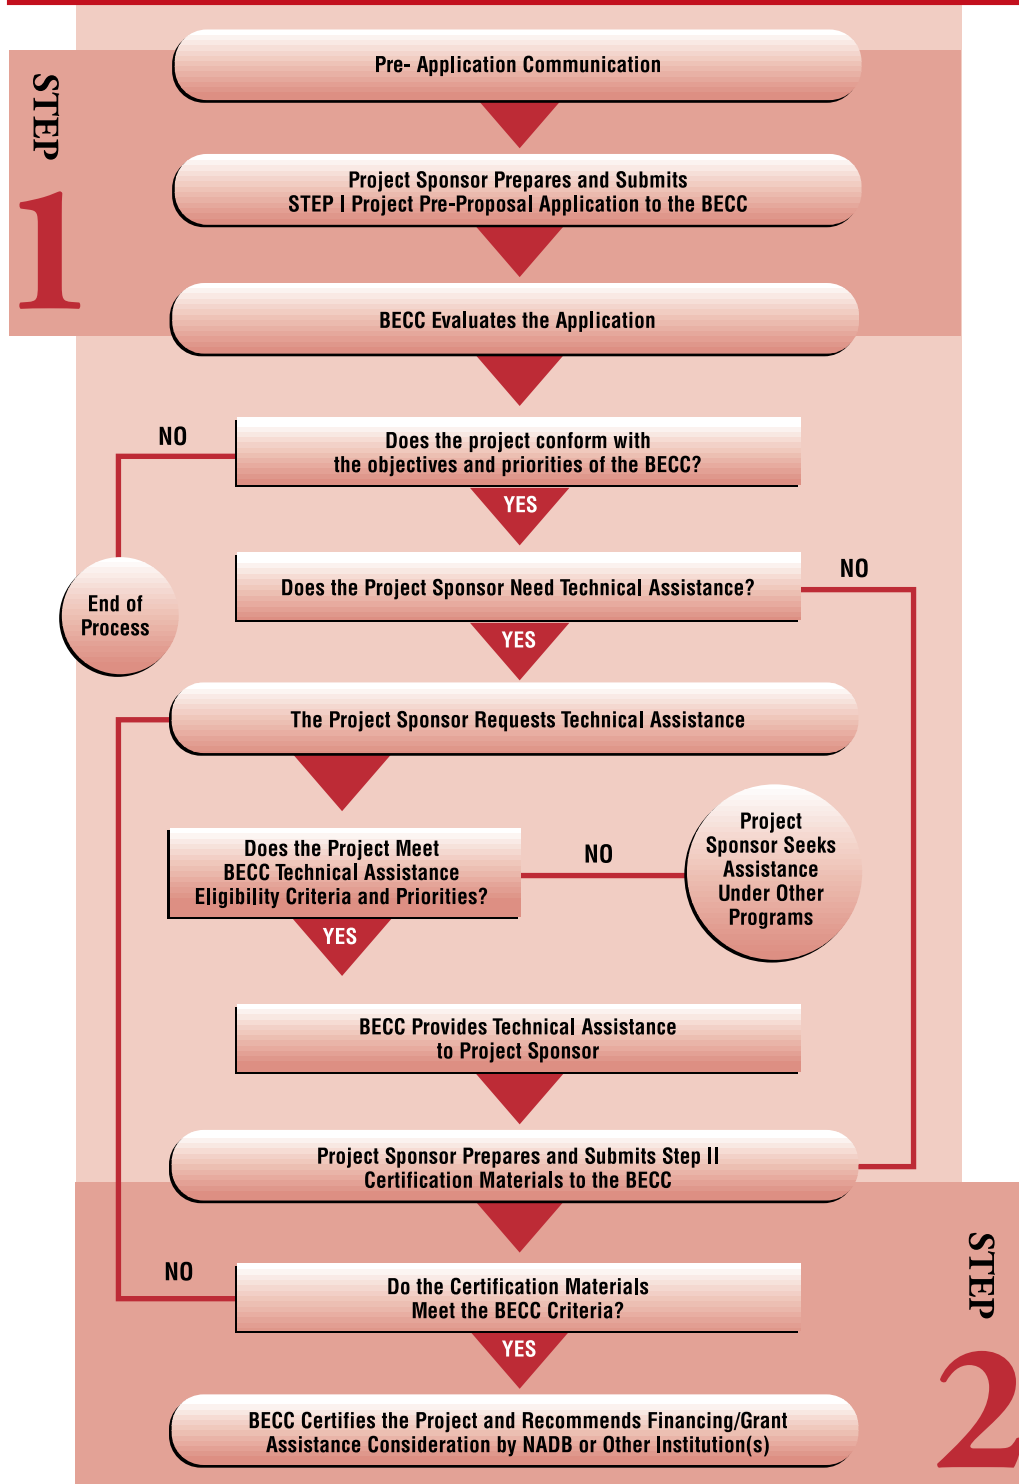 STEP
1
Pre- Application Communication
Project Sponsor Prepares and Submits
STEP I Project Pre-Proposal Application to the BECC
BECC Evaluates the Application
NO
Does the project conform with
the objectives and priorities of the BECC?
YES
End of
Process
Does the Project Sponsor Need Technical Assistance?
NO
YES
The Project Sponsor Requests Technical Assistance
Does the Project Meet
BECC Technical Assistance
Eligibility Criteria and Priorities?
NO
Project
Sponsor Seeks
Assistance
Under Other
Programs
YES
BECC Provides Technical Assistance
to Project Sponsor
Project Sponsor Prepares and Submits Step II
Certification Materials to the BECC
NO
Do the Certification Materials
Meet the BECC Criteria?
YES
STEP
2
BECC Certifies the Project and Recommends Financing/Grant
Assistance Consideration by NADB or Other Institution(s)